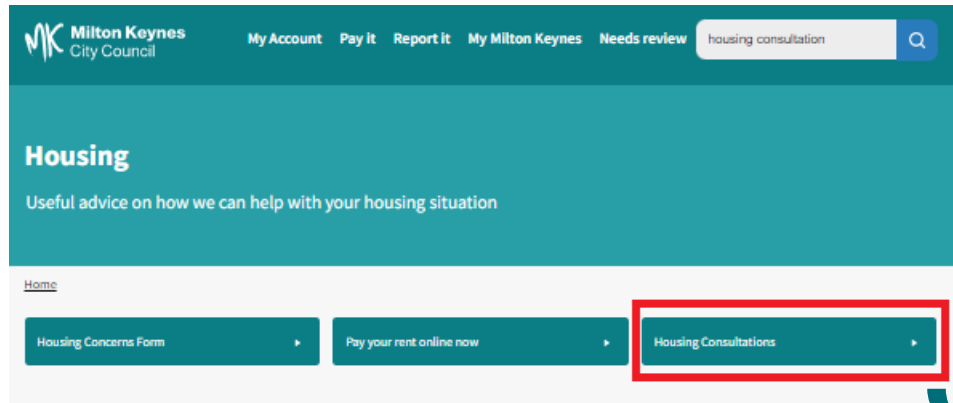 MK Milton Keynes
City Council
My Account Pay it Report it My Milton Keynes Needs review housing consultation
Housing
Useful advice on how we can help with your housing situation
Home
Housing Concerns Form Pay your rent online now Housing Consultations